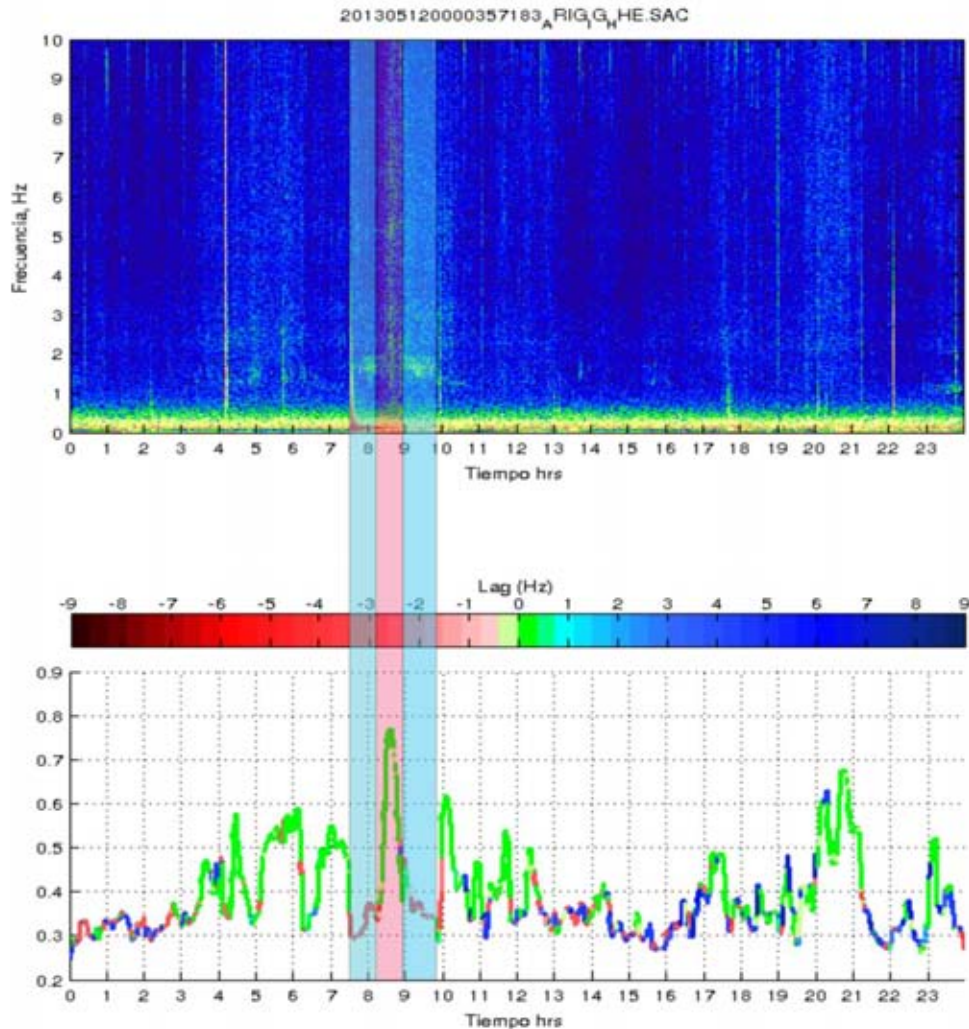 20130512000035 7183_ARIG_IG_HHE.SAC
10
9
8
7
6
5
4
3
2
1
0
Frecuencia, Hz
0 1 2 3 4 5 6 7 8 9 10 11 12 13 14 15 16 17 18 19 20 21 22 23
Tiempo hrs
Lag (Hz)
-9 -8 -7 -6 -5 -4 -3 -2 -1 0 1 2 3 4 5 6 7 8 9
0.9
0.8
0.7
0.6
0.5
0.4
0.3
0.2
0 1 2 3 4 5 6 7 8 9 10 11 12 13 14 15 16 17 18 19 20 21 22 23
Tiempo hrs